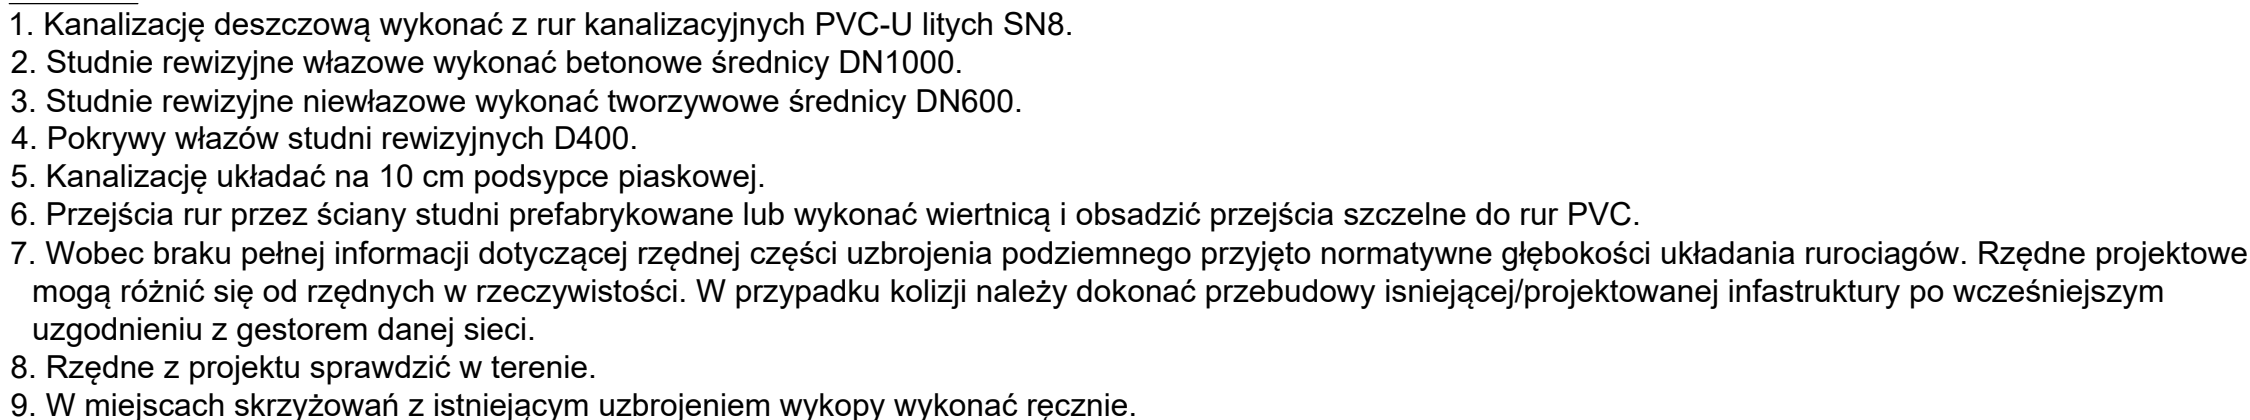 1. Kanalizację deszczową wykonać z rur kanalizacyjnych PVC-U litych SN8.
2. Studnie rewizyjne włazowe wykonać betonowe średnicy DN1000.
3. Studnie rewizyjne niewłazowe wykonać tworzywowe średnicy DN600.
4. Pokrywy włazów studni rewizyjnych D400.
5. Kanalizację układać na 10 cm podsypce piaskowej.
6. Przejścia rur przez ściany studni prefabrykowane lub wykonać wiertnicą i obsadzić przejścia szczelne do rur PVC.
7. Wobec braku pełnej informacji dotyczącej rzędnej części uzbrojenia podziemnego przyjęto normatywne głębokości układania rurociagów. Rzędne projektowe
mogą różnić się od rzędnych w rzeczywistości. W przypadku kolizji należy dokonać przebudowy isniejącej/projektowanej infastruktury po wcześniejszym
uzgodnieniu z gestorem danej sieci.
8. Rzędne z projektu sprawdzić w terenie.
9. W miejscach skrzyżowań z istniejącym uzbrojeniem wykopy wykonać ręcznie.